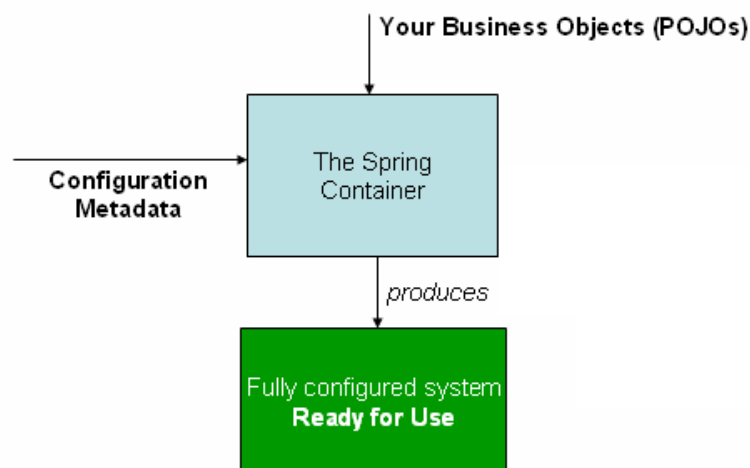 Your Business Objects (POJOs)
The Spring
Container
Configuration
Metadata
produces
Fully configured system
Ready for Use